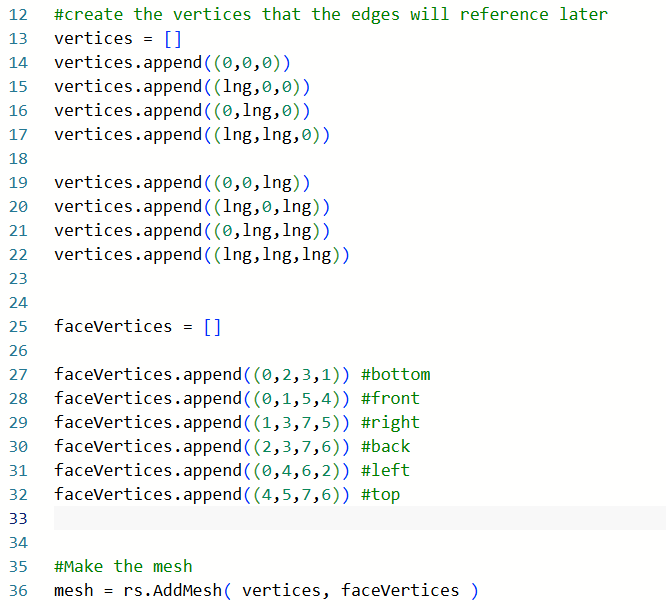 12 #create the vertices that the edges will reference later
13 vertices = []
14 vertices.append((0,0,0))
15 vertices.append((lng,0,0))
16 vertices.append((0,lng,0))
17 vertices.append((lng,lng,0))
18
19 vertices.append((0,0,lng))
20 vertices.append((lng,0,lng))
21 vertices.append((0,lng,lng))
22 vertices.append((lng,lng,lng))
23
24
25 faceVertices = []
26
27 faceVertices.append((0,2,3,1)) #bottom
28 faceVertices.append((0,1,5,4)) #front
29 faceVertices.append((1,3,7,5)) #right
30 faceVertices.append((2,3,7,6)) #back
31 faceVertices.append((0,4,6,2)) #left
32 faceVertices.append((4,5,7,6)) #top
33
34
35 #Make the mesh
36 mesh = rs.AddMesh( vertices, faceVertices )